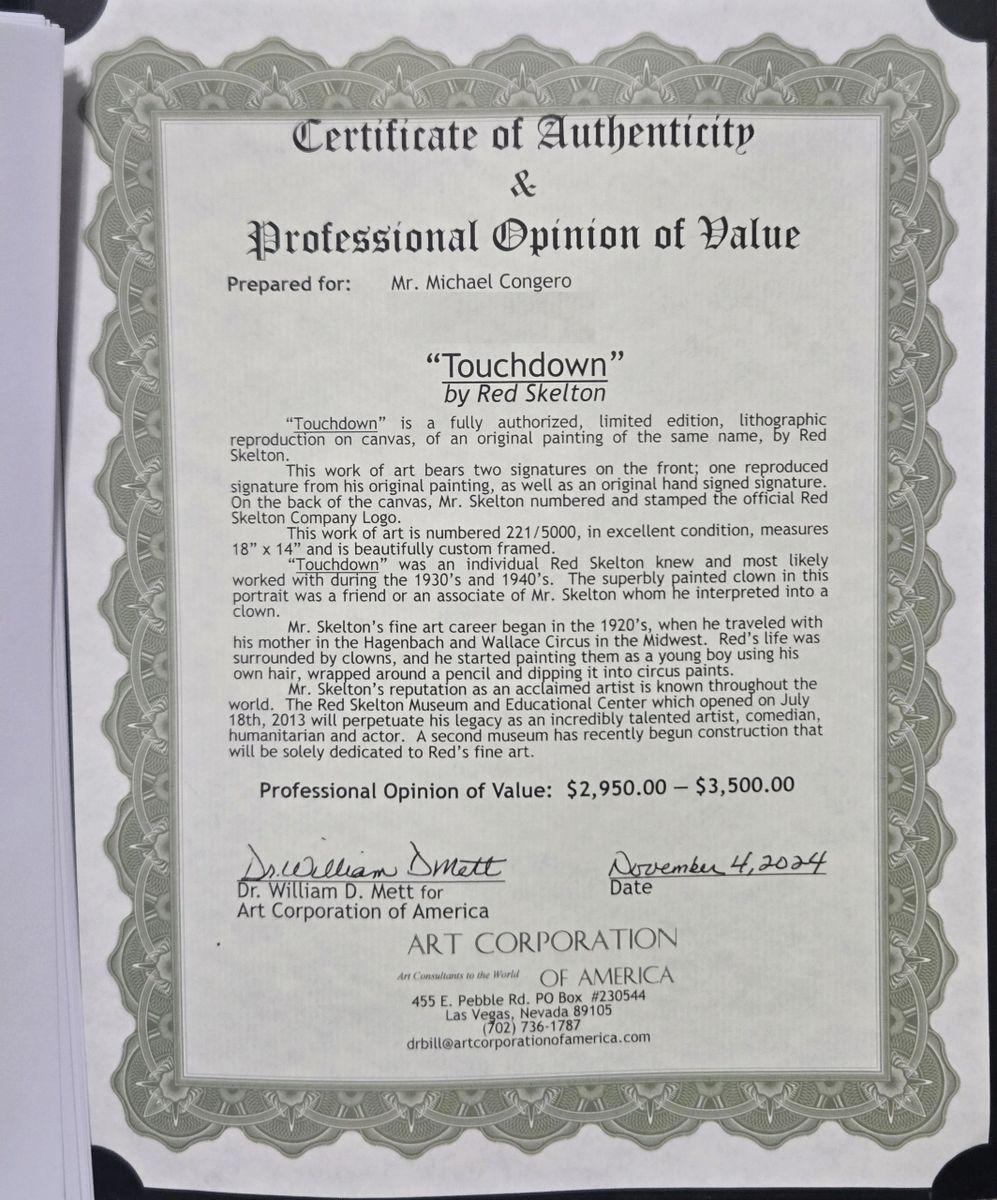 Certificate of Authenticity
&
Professional Opinion of Value
Prepared for: Mr. Michael Congero
“Touchdown”
by Red Skelton
“Touchdown” is a fully authorized, limited edition, lithographic
reproduction on canvas, of an original painting of the same name, by Red
Skelton.
This work of art bears two signatures on the front; one reproduced
signature from his original painting, as well as an original hand signed signature.
On the back of the canvas, Mr. Skelton numbered and stamped the official Red
Skelton Company Logo.
This work of art is numbered 221/5000, in excellent condition, measures
18” x 14” and is beautifully custom framed.
“Touchdown” was an individual Red Skelton knew and most likely
worked with during the 1930’s and 1940’s. The superbly painted clown in this
portrait was a friend or an associate of Mr. Skelton whom he interpreted into a
clown.
Mr. Skelton’s fine art career began in the 1920’s, when he traveled with
his mother in the Hagenbach and Wallace Circus in the Midwest. Red’s life was
surrounded by clowns, and he started painting them as a young boy using his
own hair, wrapped around a pencil and dipping it into circus paints.
Mr. Skelton’s reputation as an acclaimed artist is known throughout the
world. The Red Skelton Museum and Educational Center which opened on July
18th, 2013 will perpetuate his legacy as an incredibly talented artist, comedian,
humanitarian and actor. A second museum has recently begun construction that
will be solely dedicated to Red’s fine art.
Professional Opinion of Value: $2,950.00 – $3,500.00
Dr. William D Mett
November 4, 2024
Dr. William D. Mett for
Date
Art Corporation of America
ART CORPORATION
Art Consultants to the World OF AMERICA
455 E. Pebble Rd. PO Box #230544
Las Vegas, Nevada 89105
(702) 736-1787
drbill@artcorporationofamerica.com